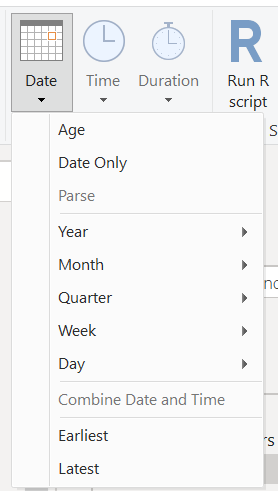 Date
Time
Duration
R
Run R
script
S
Age
Date Only
Parse
Year
Month
Quarter
Week
Day
Combine Date and Time
Earliest
Latest